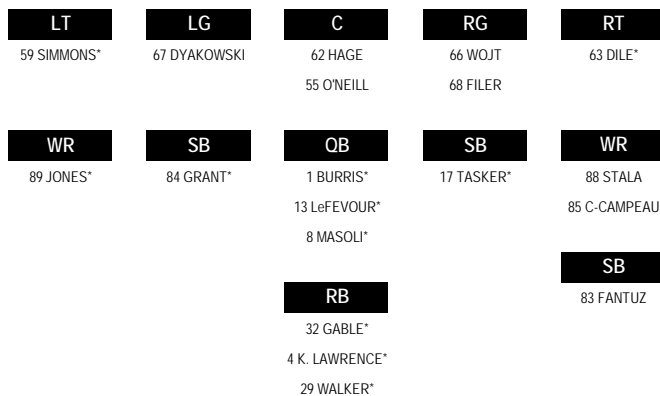 LT LG C RG RT
59 SIMMONS* 67 DYAKOWSKI 62 HAGE 66 WOJT 63 DILE*
55 O'NEILL 68 FILER
WR SB QB SB WR
89 JONES* 84 GRANT* 1 BURRIS* 17 TASKER* 88 STALA
13 LeFEVOUR* 85 C-CAMPEAU
8 MASOLI*
SB
RB 83 FANTUZ
32 GABLE*
4 K. LAWRENCE*
29 WALKER*